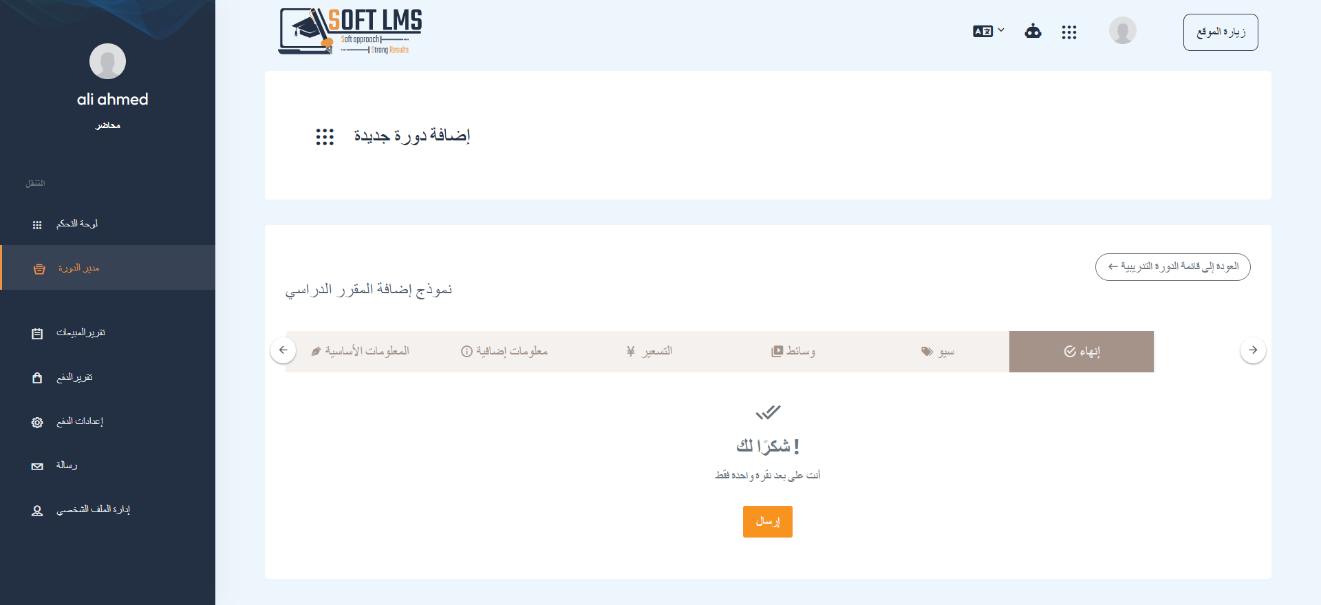 SOFT LMS
Soft approach
Strong Results
زيارة الموقع
ali ahmed
محاضر
التنقل
لوحة التحكم
مدير الدورة
تقرير المبيعات
تقرير الدفع
إعدادات الدفع
رسالة
إدارة الملف الشخصي
إضافة دورة جديدة
العودة إلى قائمة الدورة التدريبية
نموذج إضافة المقرر الدراسي
المعلومات الأساسية
معلومات إضافية
التسعير ¥
وسائط
سيو
إنهاء
شكرًا لك!
أنت على بعد نقرة واحدة فقط
إرسال